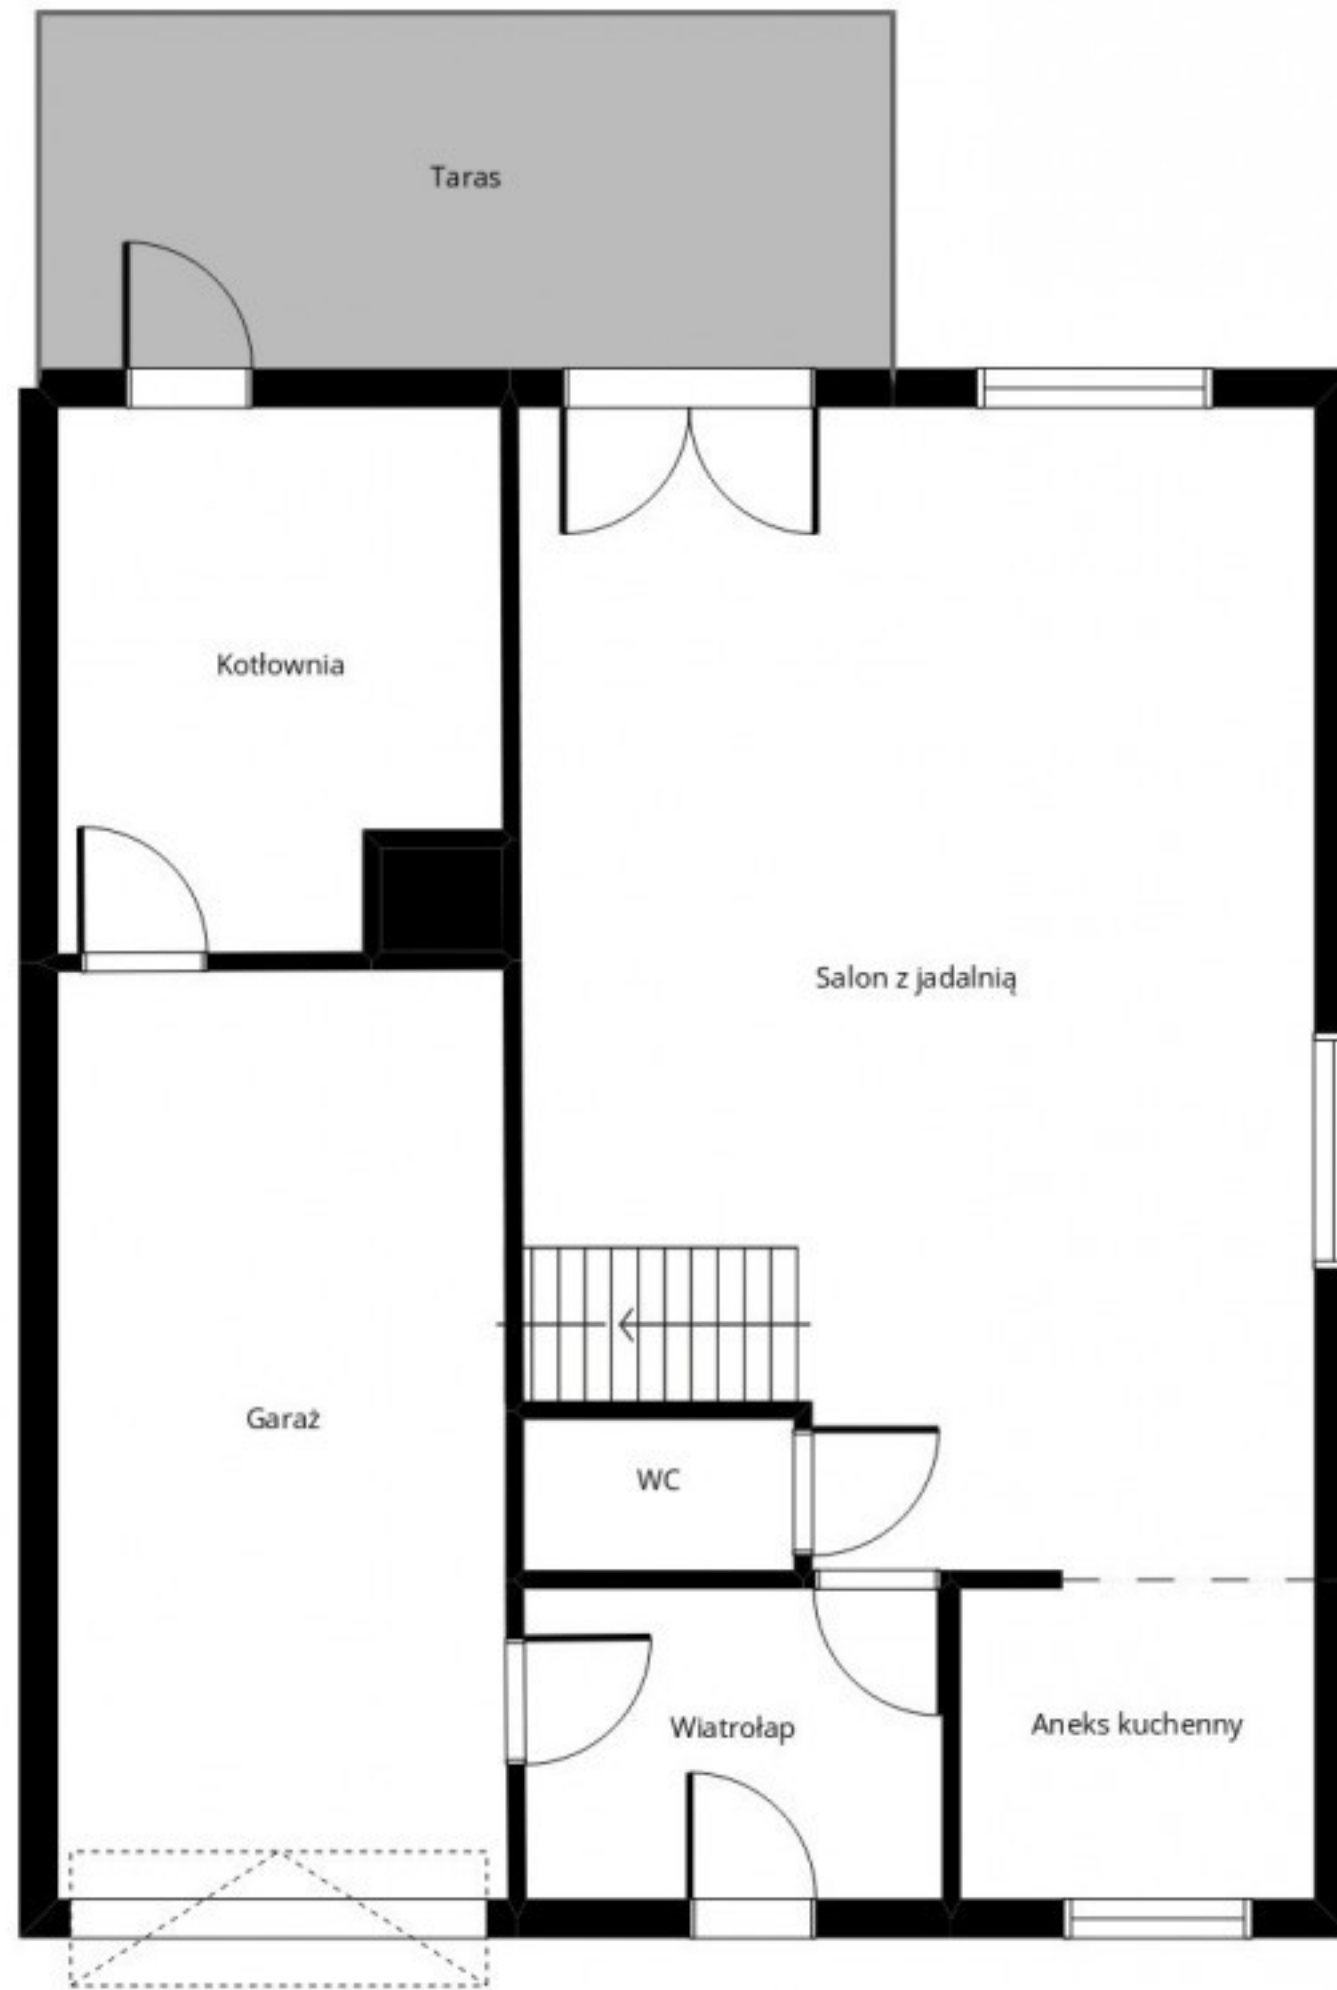 Taras
Kotłownia
Salon z jadalnią
Garaż
WC
Wiatrołap
Aneks kuchenny